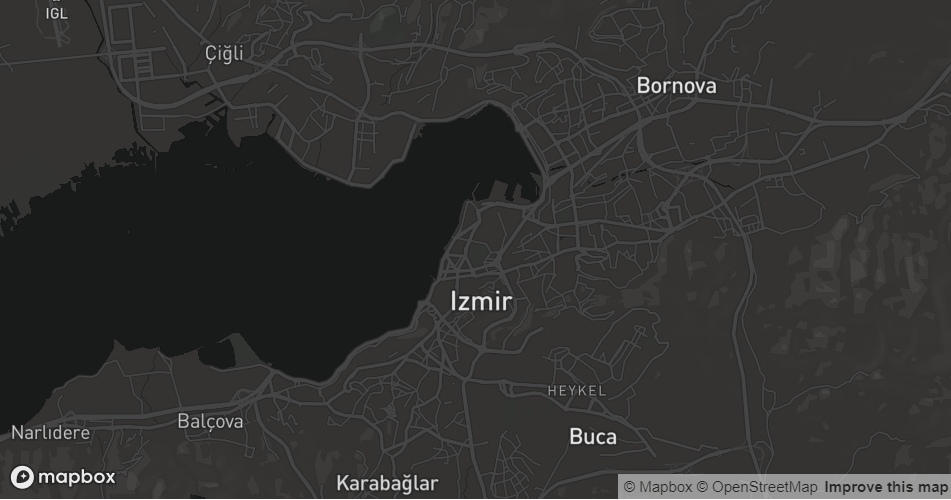 IGL
Çiğli
Bornova
Izmir
HEYKEL
Balçova
Narlıdere
Buca
Karabağlar
mapbox
© Mapbox © OpenStreetMap Improve this map